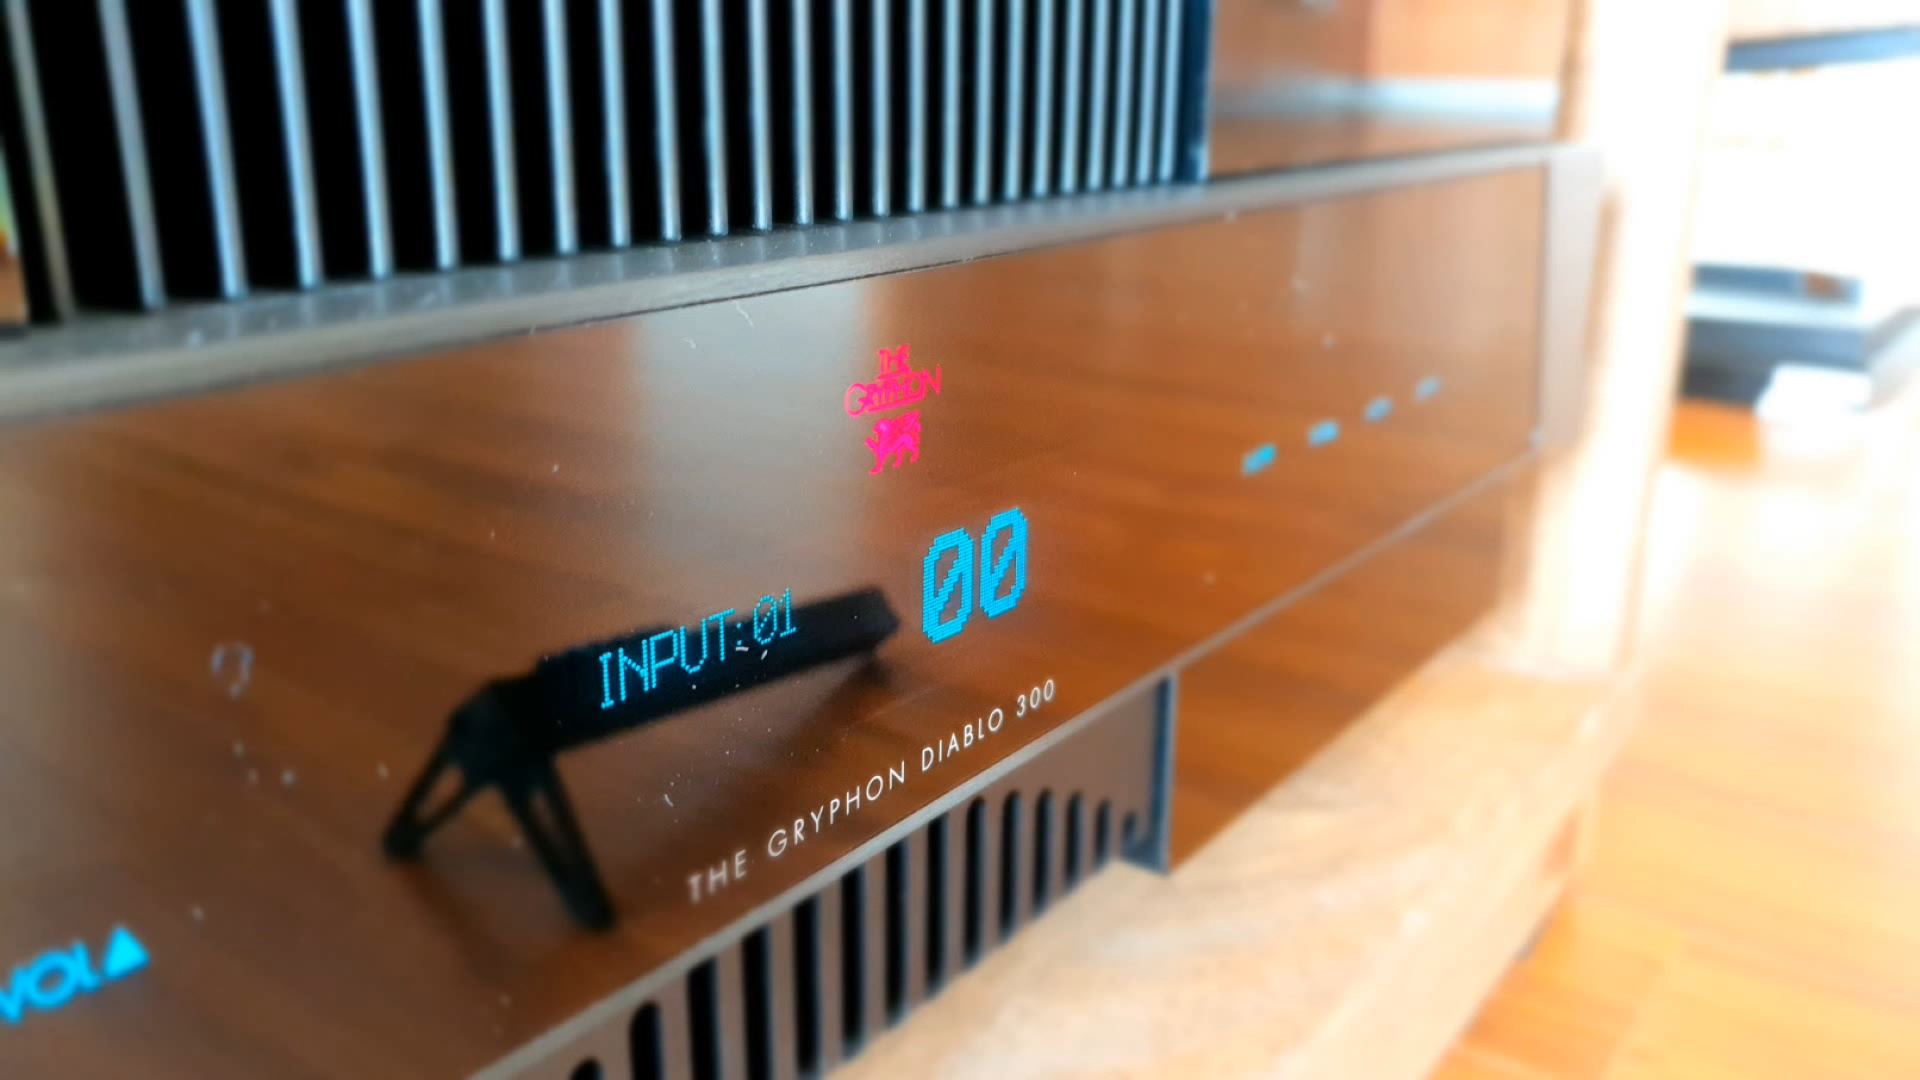 THE
GRYPHON
INPUT:01
00
THE GRYPHON DIABLO 300
VOL